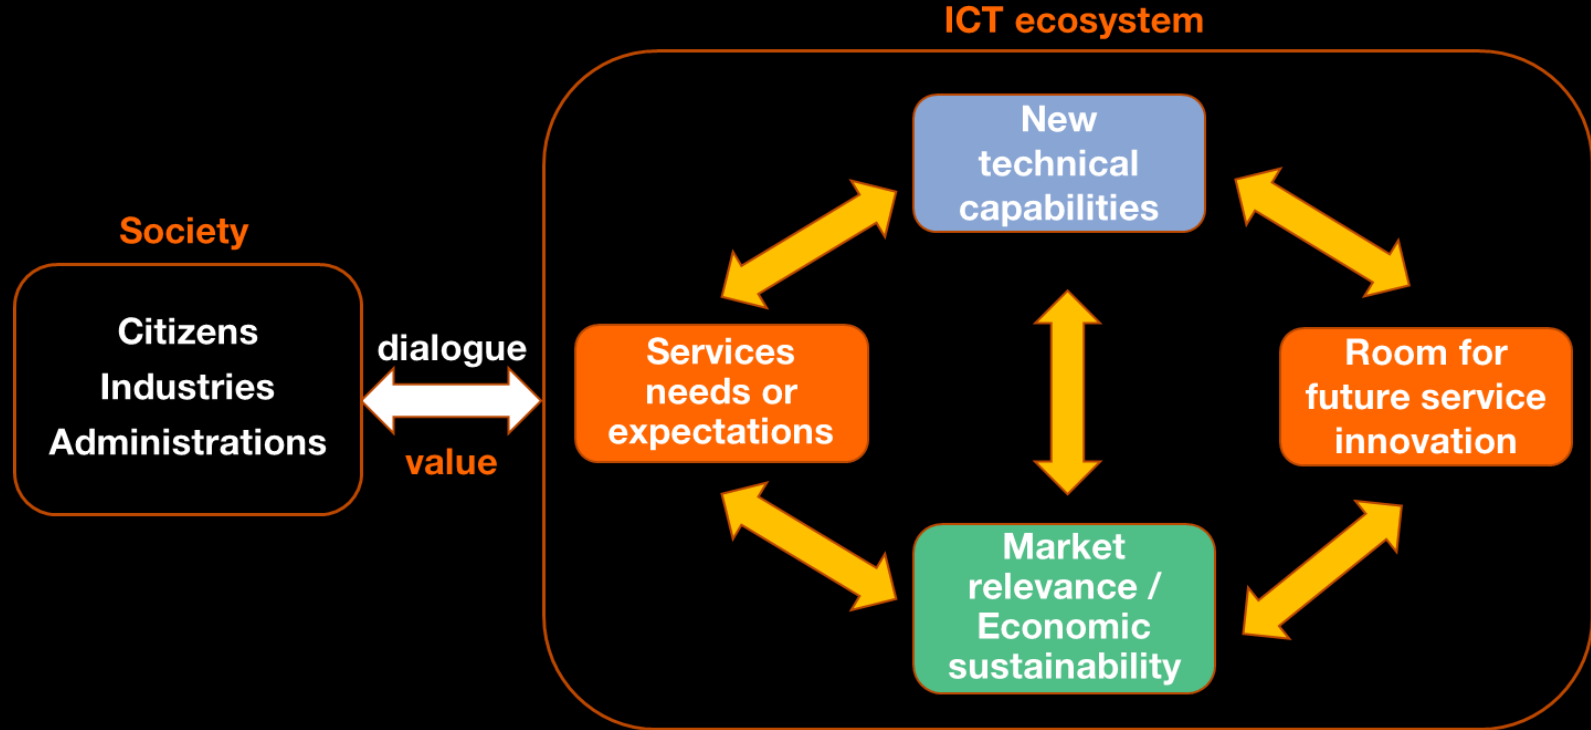 ICT ecosystem
New
technical
capabilities
Society
Citizens
Industries
Administrations
dialogue
value
Services
needs or
expectations
Room for
future service
innovation
Market
relevance /
Economic
sustainability